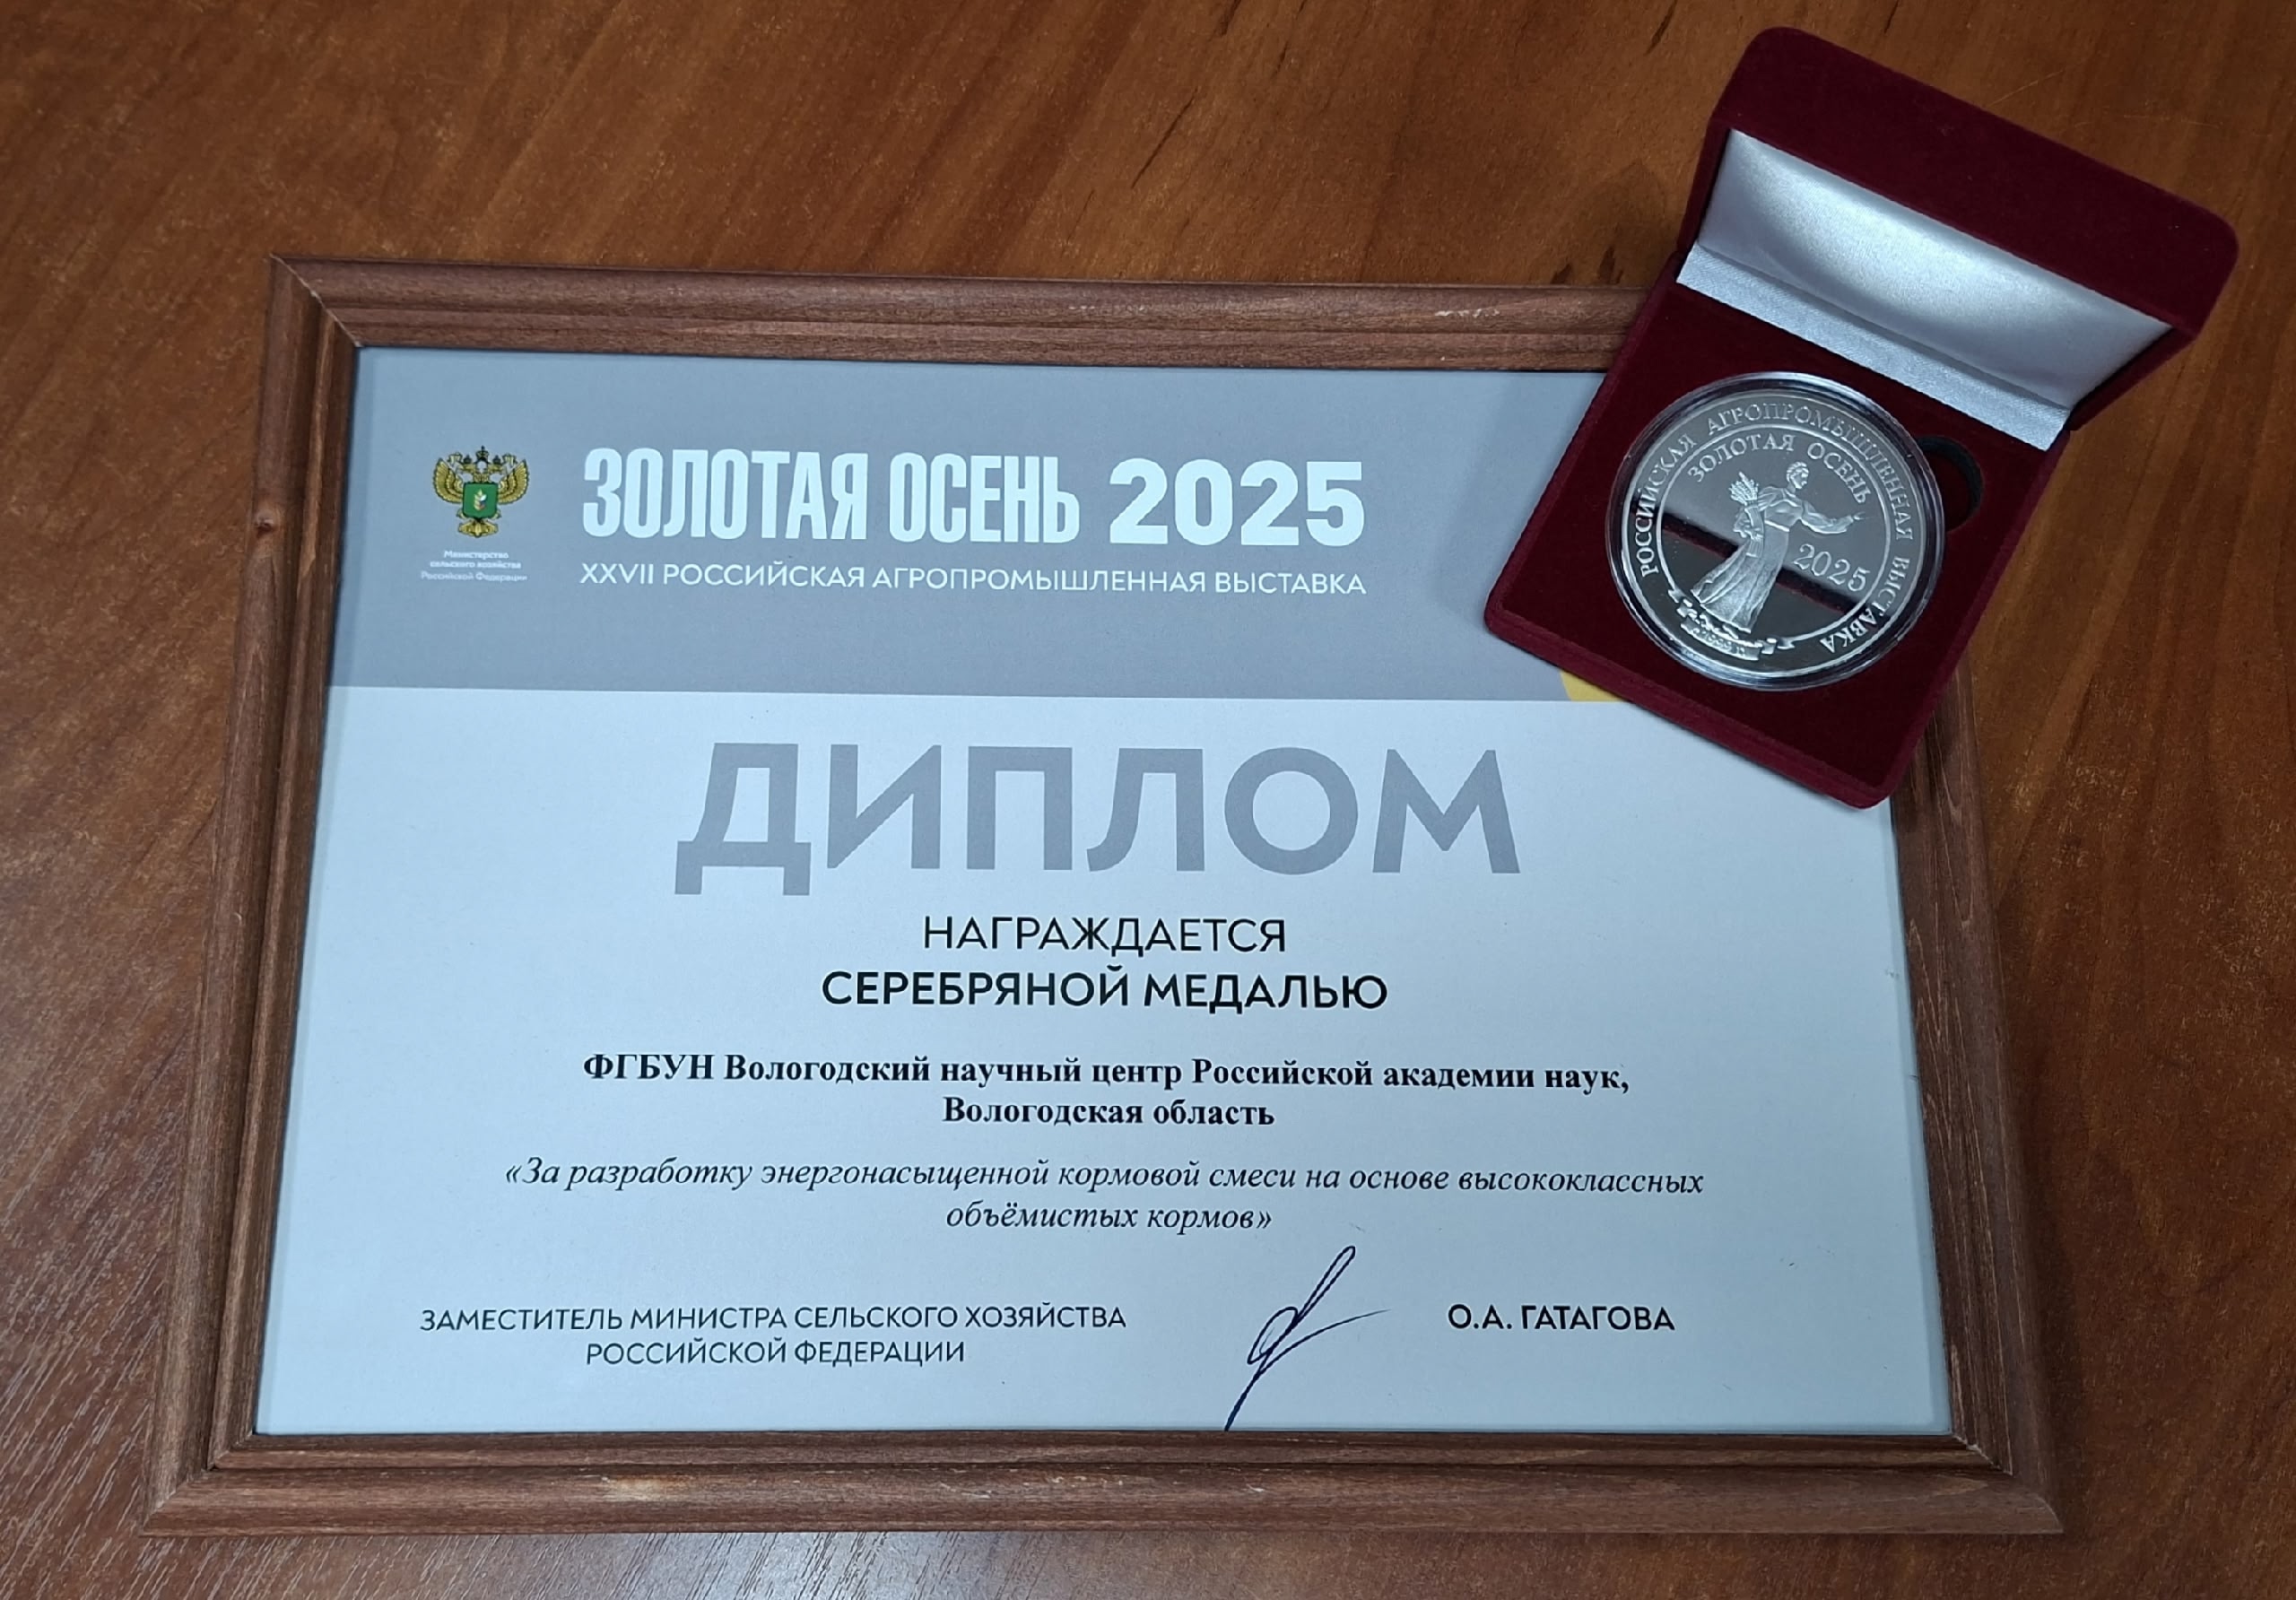 Министерство
сельского хозяйства
Российской Федерации
ЗОЛОТАЯ ОСЕНЬ 2025
XXVII РОССИЙСКАЯ АГРОПРОМЫШЛЕННАЯ ВЫСТАВКА
РОССИЙСКАЯ АГРОПРОМЫШЛЕННАЯ ВЫСТАВКА
ЗОЛОТАЯ ОСЕНЬ
2025
ДИПЛОМ
НАГРАЖДАЕТСЯ
СЕРЕБРЯНОЙ МЕДАЛЬЮ
ФГБУН Вологодский научный центр Российской академии наук,
Вологодская область
«За разработку энергонасыщенной кормовой смеси на основе высококлассных
объёмистых кормов»
ЗАМЕСТИТЕЛЬ МИНИСТРА СЕЛЬСКОГО ХОЗЯЙСТВА
РОССИЙСКОЙ ФЕДЕРАЦИИ
О.А. ГАТАГОВА